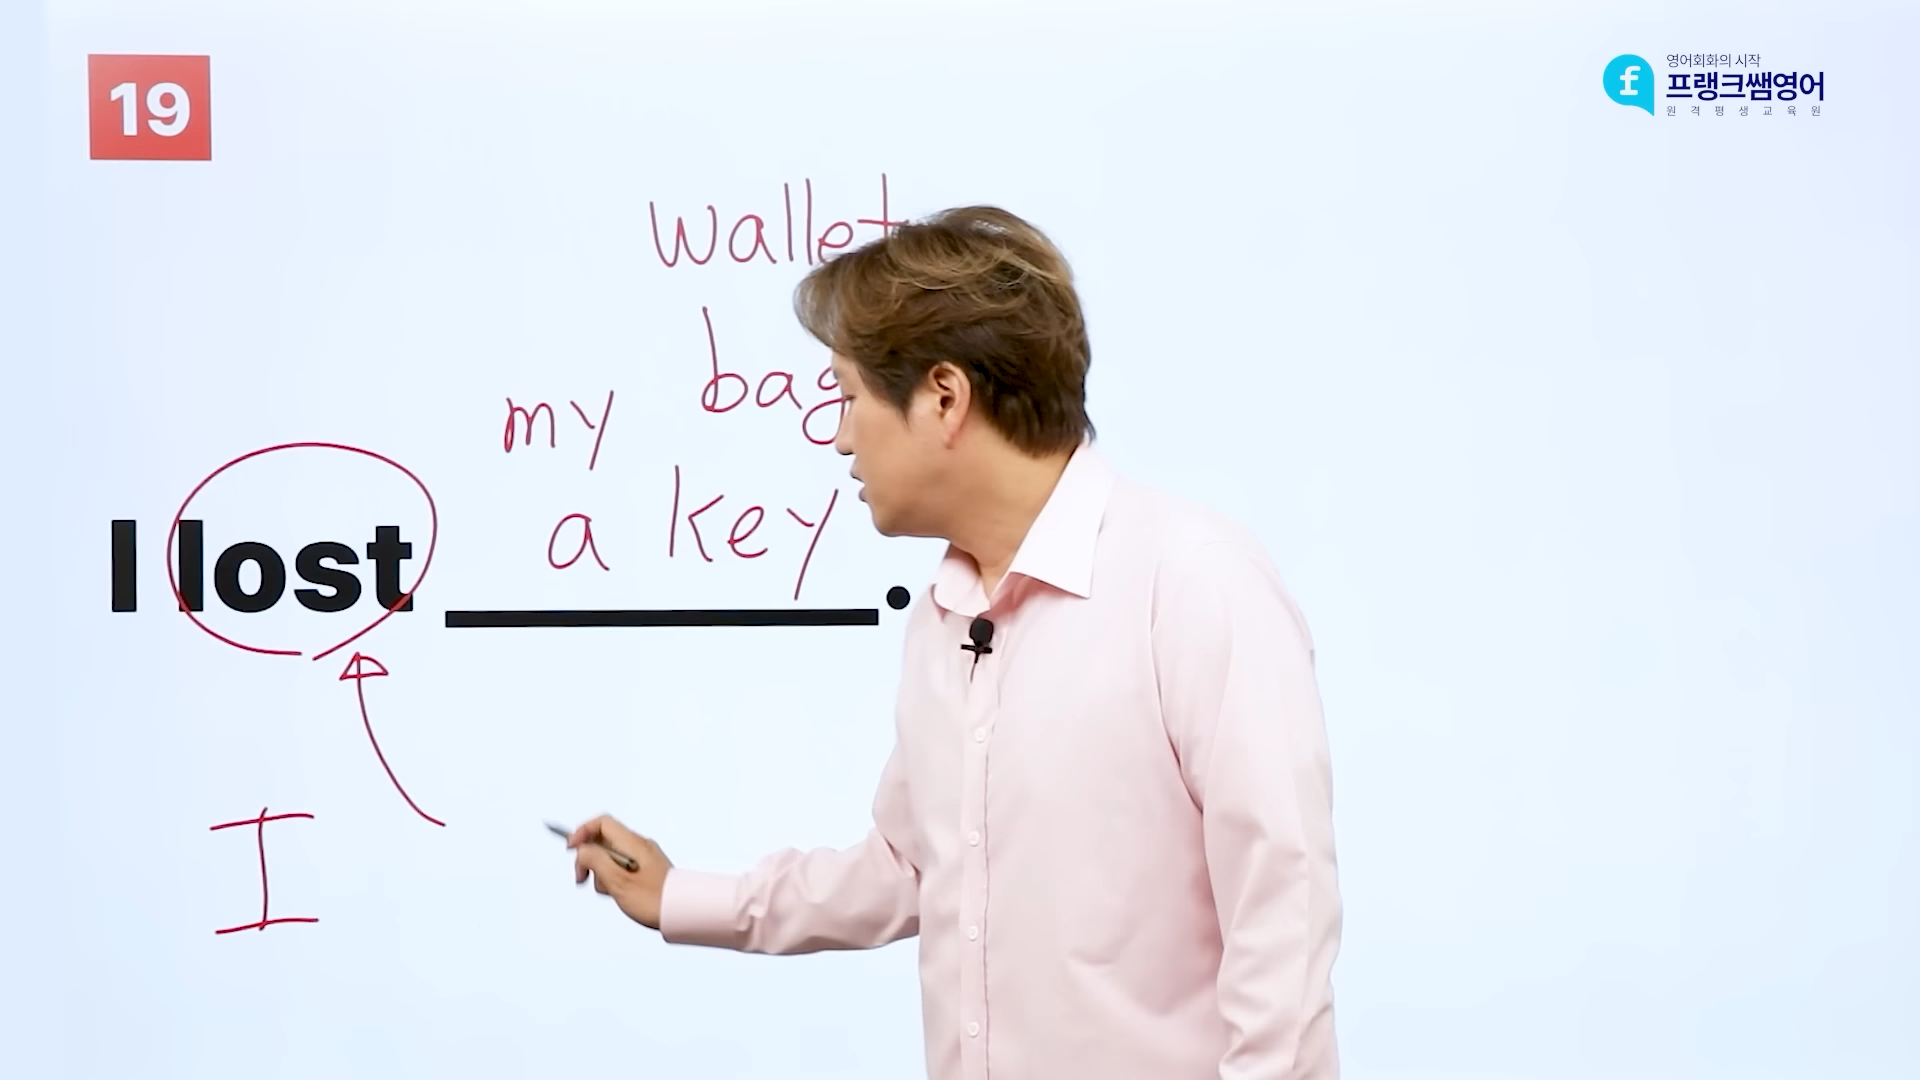 19
영어회화의 시작
프랭크쌤영어
원격평생교육원
wallet
bag
my
a key
I lost ________.
I